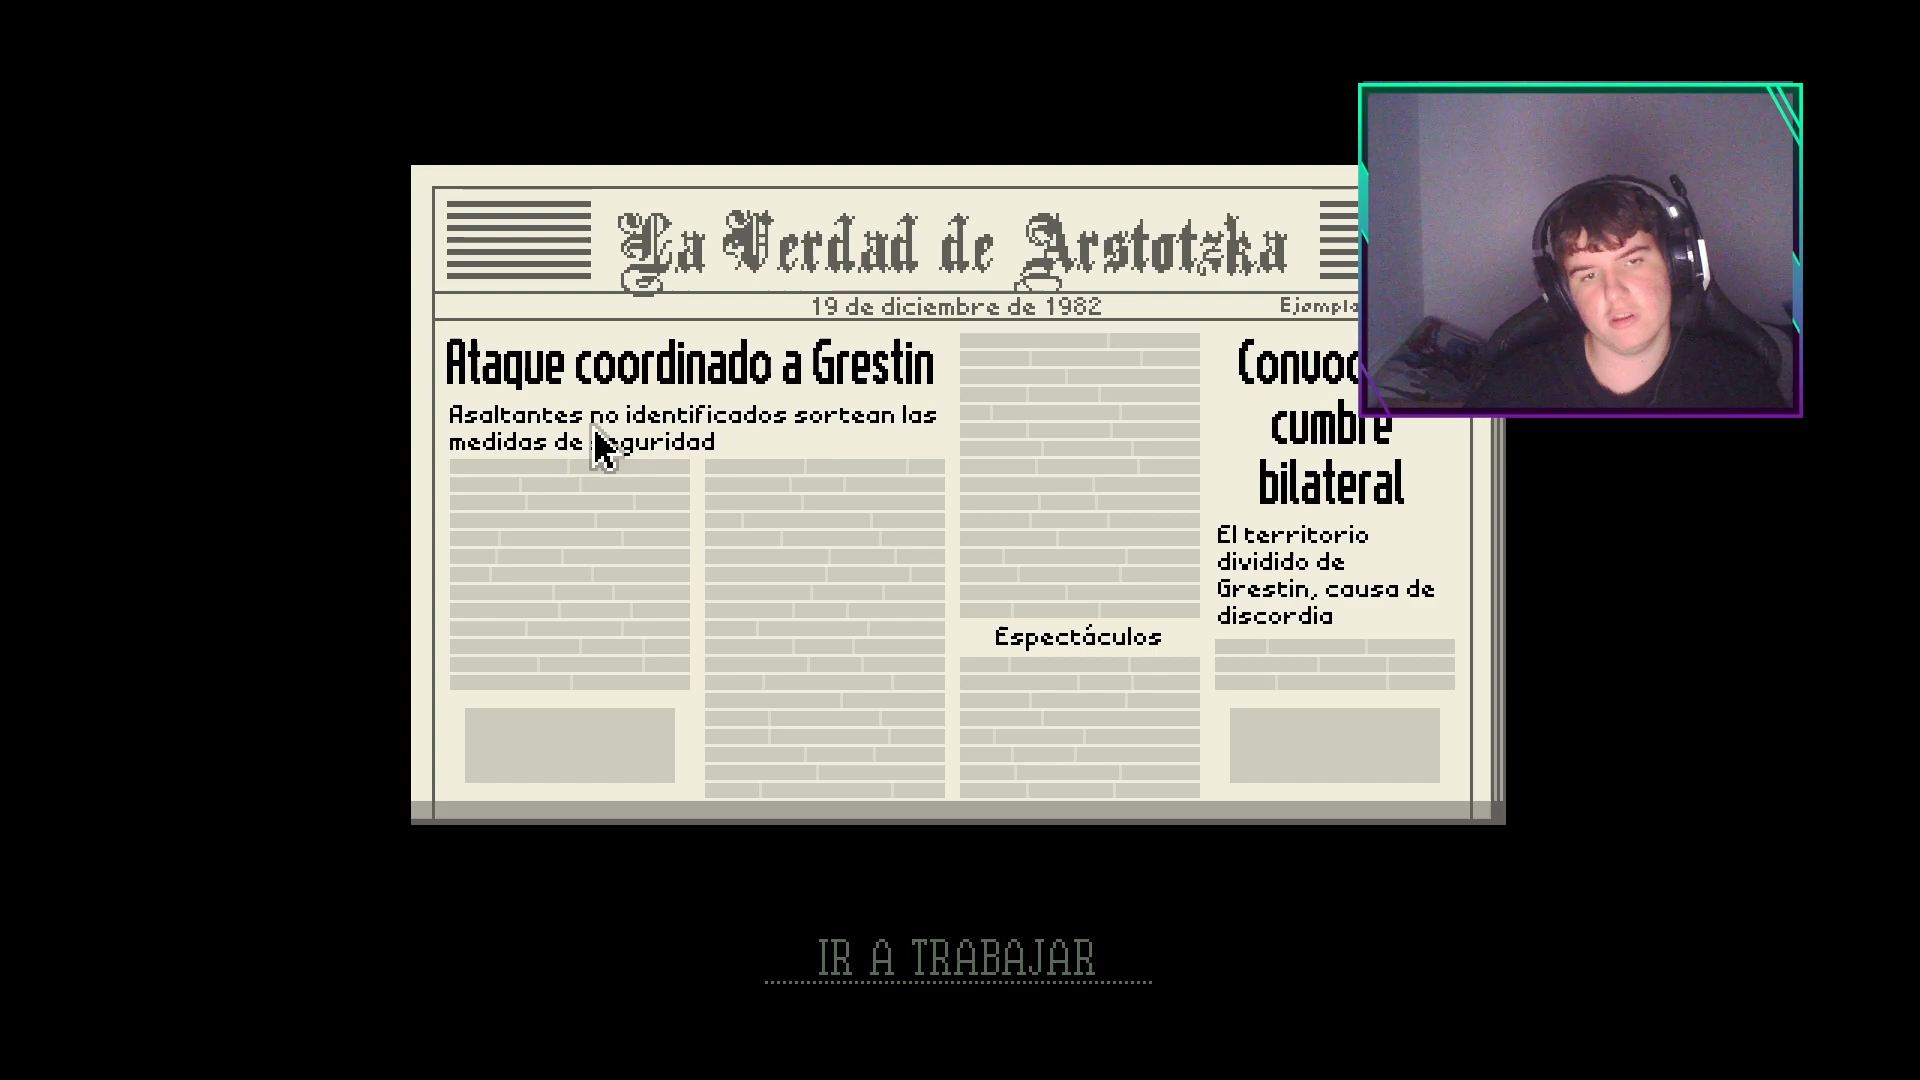 La Verdad de Arstotzka
19 de diciembre de 1982
Ataque coordinado a Grestin
Asaltantes no identificados sortean las
medidas de seguridad
Espectáculos
cumbre
bilateral
El territorio
dividido de
Grestin, causa de
discordia
IR A TRABAJAR